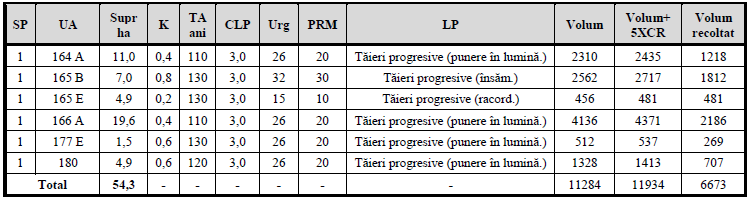 SP UA Supr ha K TA ani CLP Urg PRM LP Volum Volum+ 5XCR Volum recoltat
1 164 A 11,0 0,4 110 3,0 26 20 Tăieri progresive (punere în lumină.) 2310 2435 1218
1 165 B 7,0 0,8 130 3,0 32 30 Tăieri progresive (însăm.) 2562 2717 1812
1 165 E 4,9 0,2 130 3,0 15 10 Tăieri progresive (racord.) 456 481 481
1 166 A 19,6 0,4 110 3,0 26 20 Tăieri progresive (punere în lumină.) 4136 4371 2186
1 177 E 1,5 0,6 130 3,0 26 20 Tăieri progresive (punere în lumină.) 512 537 269
1 180 4,9 0,6 120 3,0 26 20 Tăieri progresive (punere în lumină.) 1328 1413 707
Total 54,3 - - - - - - 11284 11934 6673